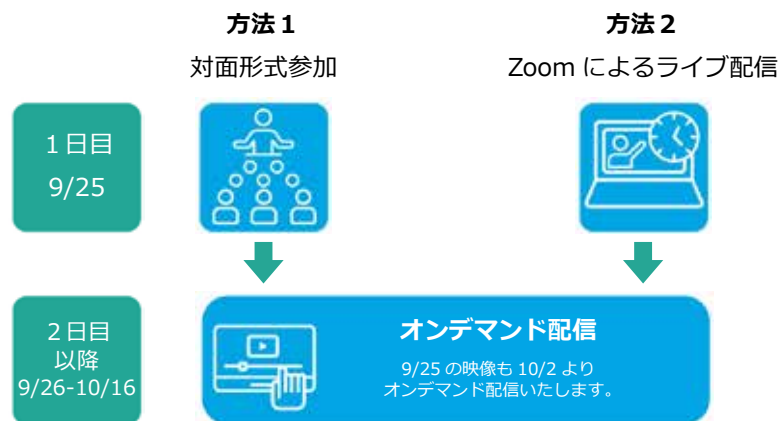 方法1
方法2
対面形式参加
Zoom によるライブ配信
1日目
9/25
2日目
以降
9/26-10/16
オンデマンド配信
9/25 の映像も 10/2 より
オンデマンド配信いたします。